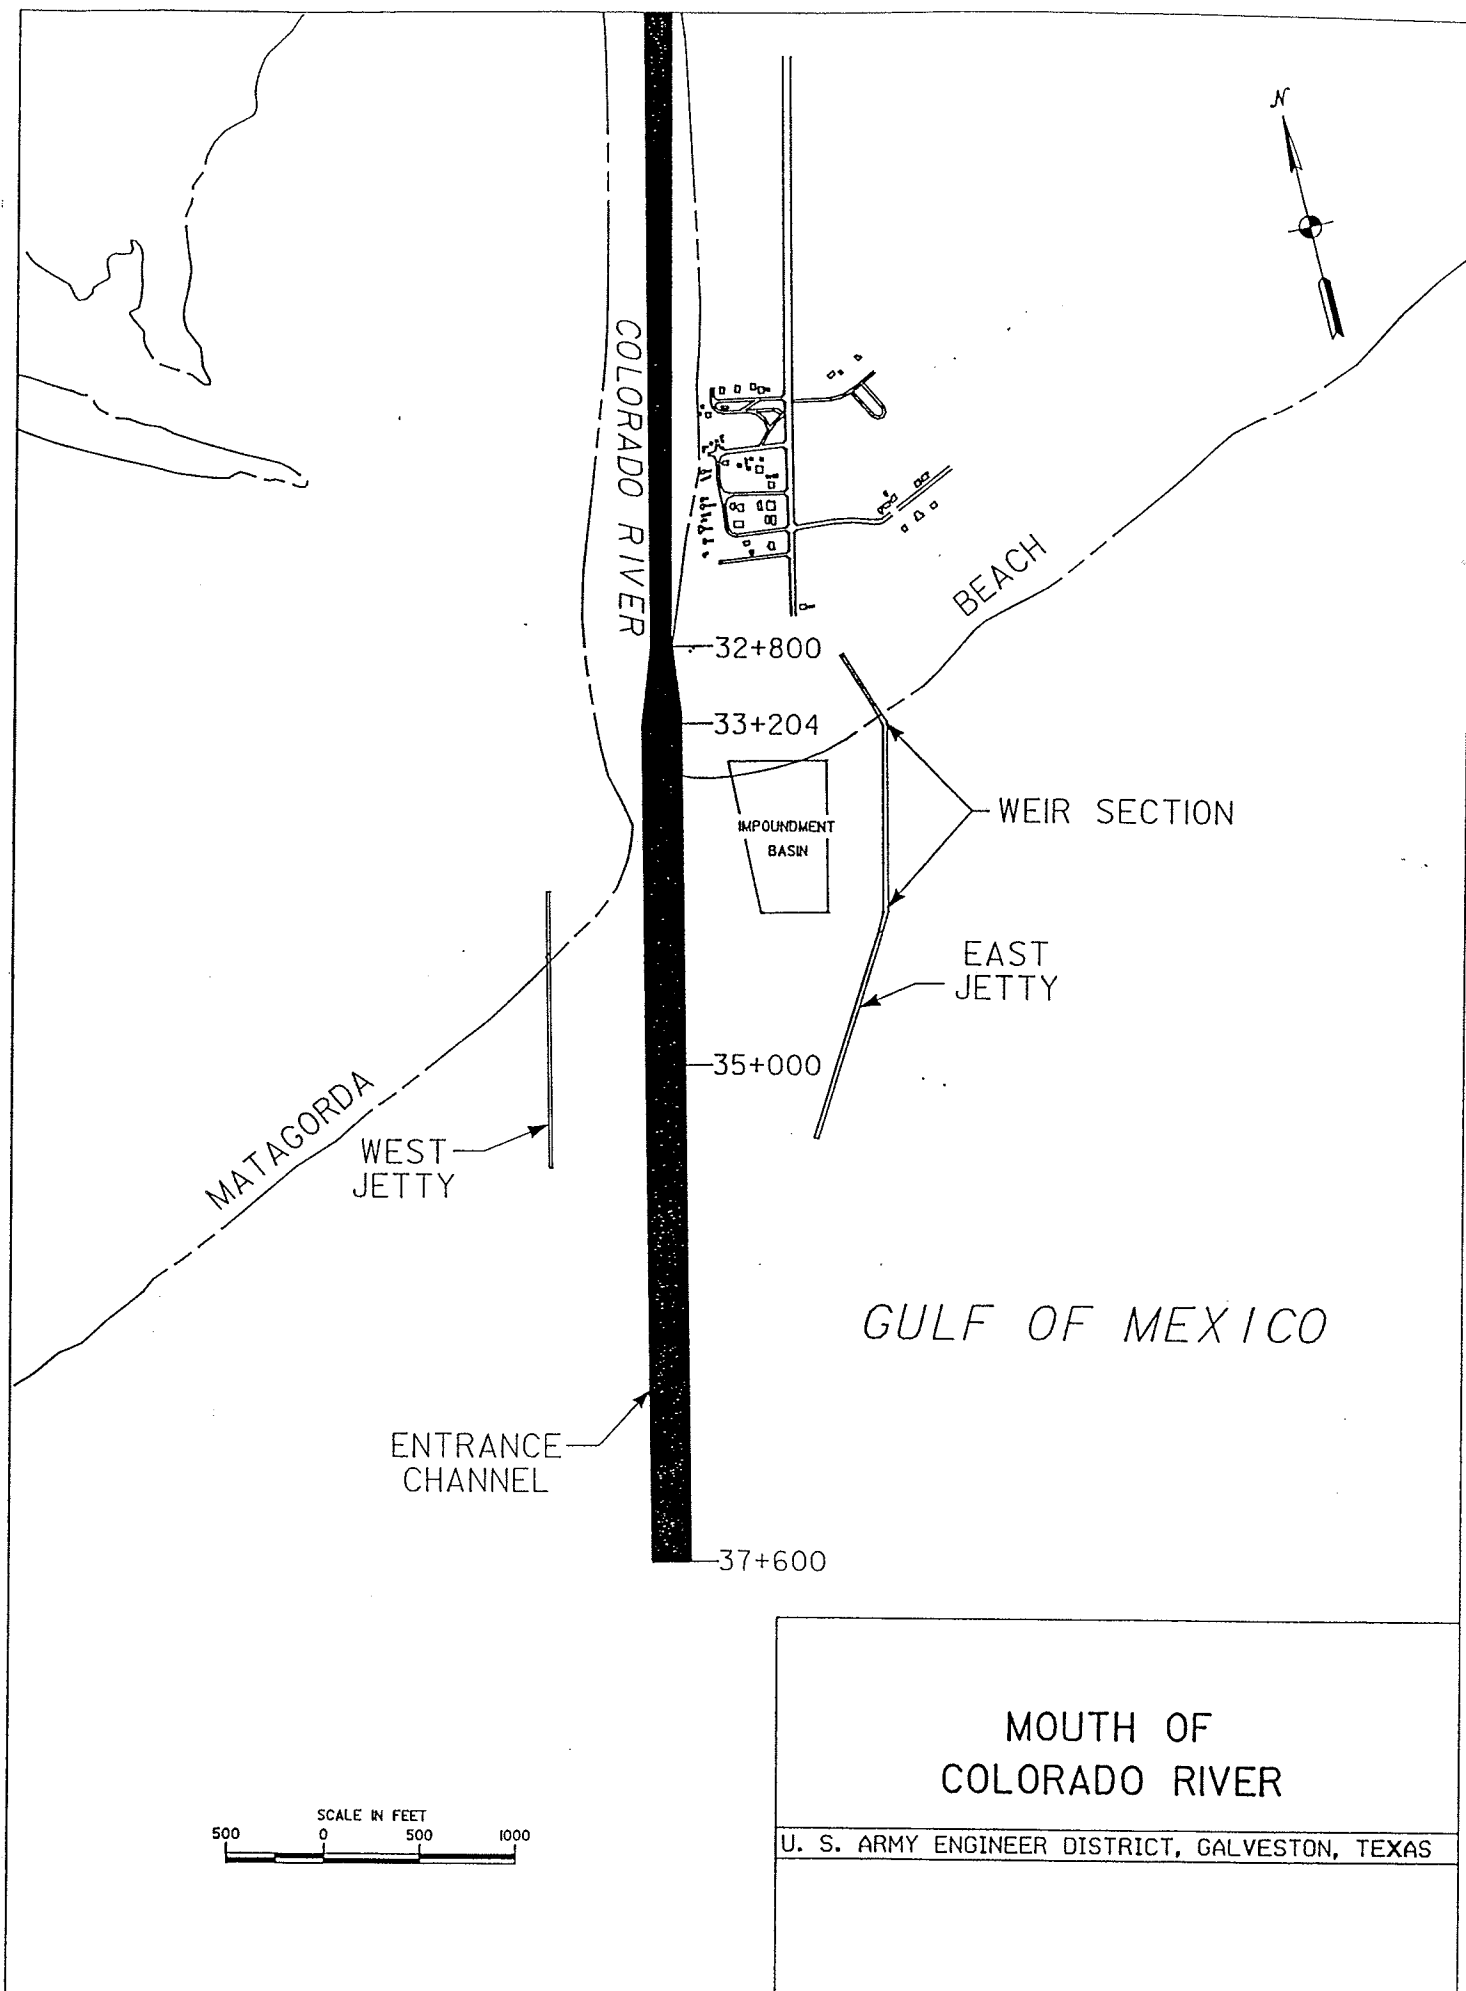 N
COLORADO RIVER
BEACH
32+800
33+204
WEIR SECTION
IMPOUNDMENT
BASIN
EAST
JETTY
35+000
MATAGORDA
WEST
JETTY
GULF OF MEXICO
ENTRANCE
CHANNEL
37+600
MOUTH OF
COLORADO RIVER
SCALE IN FEET
500 0 500 1000
U. S. ARMY ENGINEER DISTRICT, GALVESTON, TEXAS